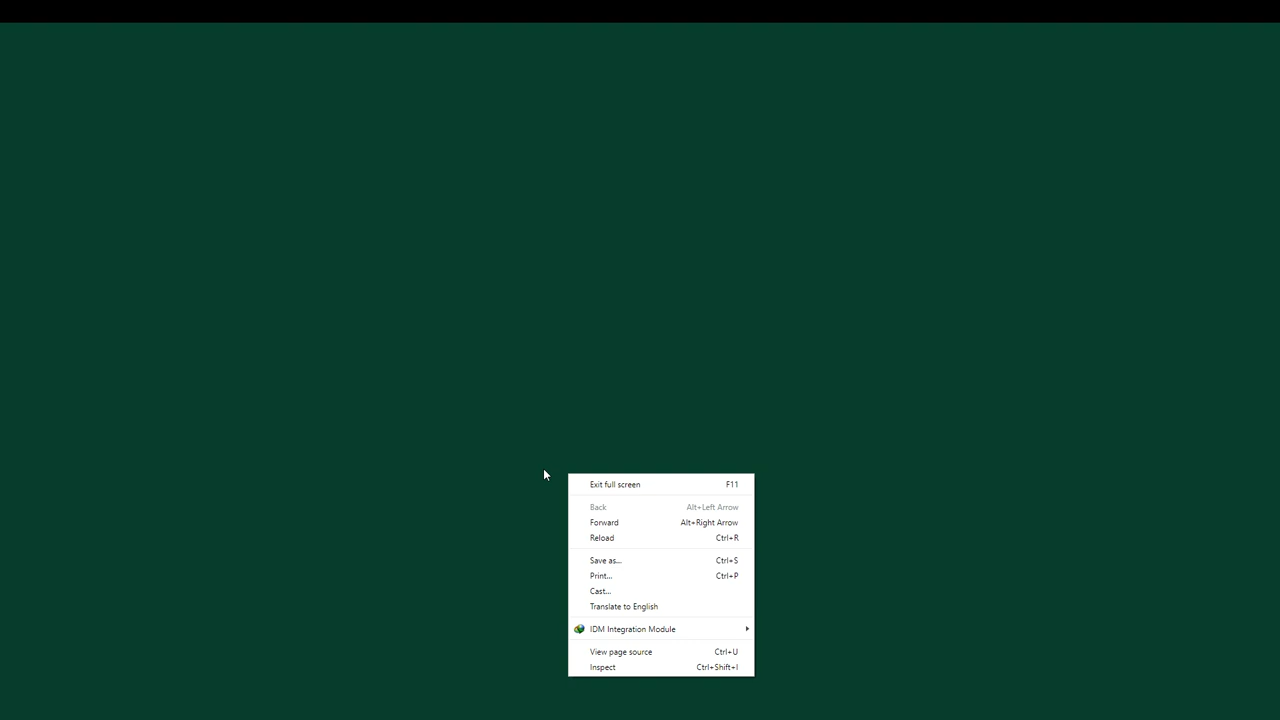 Exit full screen F11
Back Alt+Left Arrow
Forward Alt+Right Arrow
Reload Ctrl+R
Save as... Ctrl+S
Print... Ctrl+P
Cast...
Translate to English
IDM Integration Module
View page source Ctrl+U
Inspect Ctrl+Shift+I